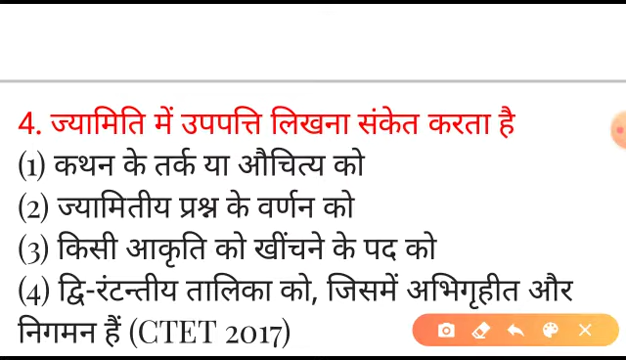 4. ज्यामिति में उपपत्ति लिखना संकेत करता है
(1) कथन के तर्क या औचित्य को
(2) ज्यामितीय प्रश्न के वर्णन को
(3) किसी आकृति को खींचने के पद को
(4) द्वि-रंटन्तीय तालिका को, जिसमें अभिगृहीत और
निगमन हैं (CTET 2017)